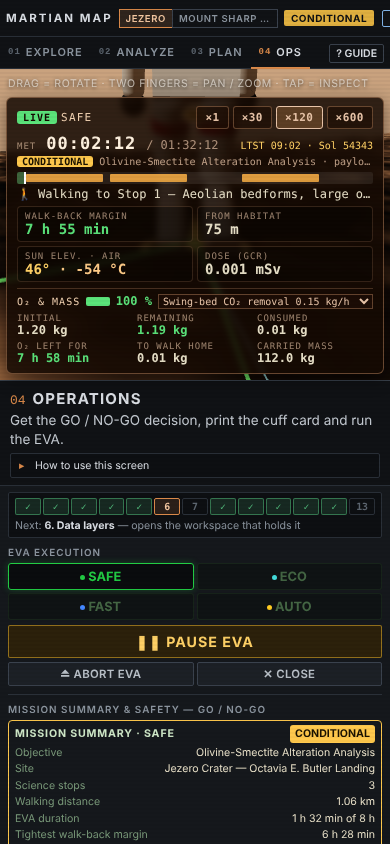 MARTIAN MAP JEZERO MOUNT SHARP … CONDITIONAL
01 EXPLORE 02 ANALYZE 03 PLAN 04 OPS ? GUIDE
DRAG = ROTATE · TWO FINGERS = PAN / ZOOM · TAP = INSPECT
LIVE SAFE ×1 ×30 ×120 ×600
MET 00:02:12 / 01:32:12 LTST 09:02 · Sol 54343
CONDITIONAL Olivine-Smectite Alteration Analysis · paylo…
Walking to Stop 1 — Aeolian bedforms, large o…
WALK-BACK MARGIN FROM HABITAT
7 h 55 min 75 m
SUN ELEV. · AIR DOSE (GCR)
46° · -54 °C 0.001 mSv
O₂ & MASS 100 % Swing-bed CO₂ removal 0.15 kg/h
INITIAL REMAINING CONSUMED
1.20 kg 1.19 kg 0.01 kg
O₂ LEFT FOR TO WALK HOME CARRIED MASS
7 h 58 min 0.01 kg 112.0 kg
04 OPERATIONS
Get the GO / NO-GO decision, print the cuff card and run
the EVA.
▸ How to use this screen
✓ ✓ ✓ ✓ ✓ 6 7 ✓ ✓ ✓ ✓ ✓ 13
Next: 6. Data layers — opens the workspace that holds it
EVA EXECUTION
SAFE ECO
FAST AUTO
❚❚ PAUSE EVA
⏏ ABORT EVA ✕ CLOSE
MISSION SUMMARY & SAFETY — GO / NO-GO
MISSION SUMMARY · SAFE CONDITIONAL
Objective Olivine-Smectite Alteration Analysis
Site Jezero Crater — Octavia E. Butler Landing
Science stops 3
Walking distance 1.06 km
EVA duration 1 h 32 min of 8 h
Tightest walk-back margin 6 h 28 min